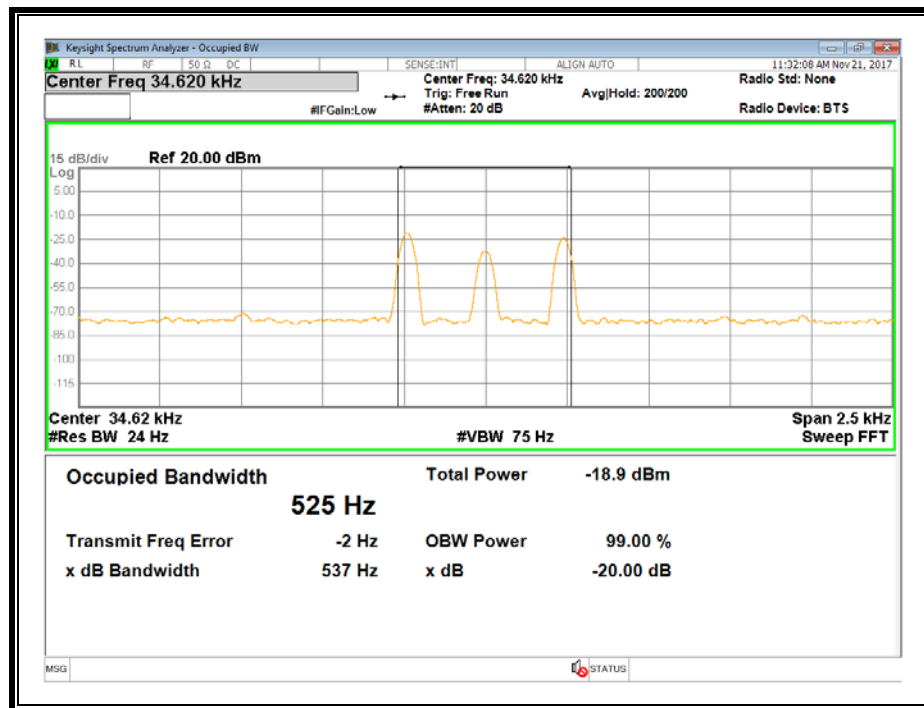 Keysight Spectrum Analyzer - Occupied BW
RL RF 50 Ω DC SENSE:INT ALIGN AUTO 11:32:08 AM Nov 21, 2017
Center Freq 34.620 kHz Center Freq: 34.620 kHz Radio Std: None
Trig: Free Run Avg|Hold: 200/200
#IFGain:Low #Atten: 20 dB Radio Device: BTS
15 dB/div Ref 20.00 dBm
Log
5.00
-10.0
-25.0
-40.0
-55.0
-70.0
-85.0
-100
-115
Center 34.62 kHz Span 2.5 kHz
#Res BW 24 Hz #VBW 75 Hz Sweep FFT
Occupied Bandwidth Total Power -18.9 dBm
525 Hz
Transmit Freq Error -2 Hz OBW Power 99.00 %
x dB Bandwidth 537 Hz x dB -20.00 dB
MSG STATUS